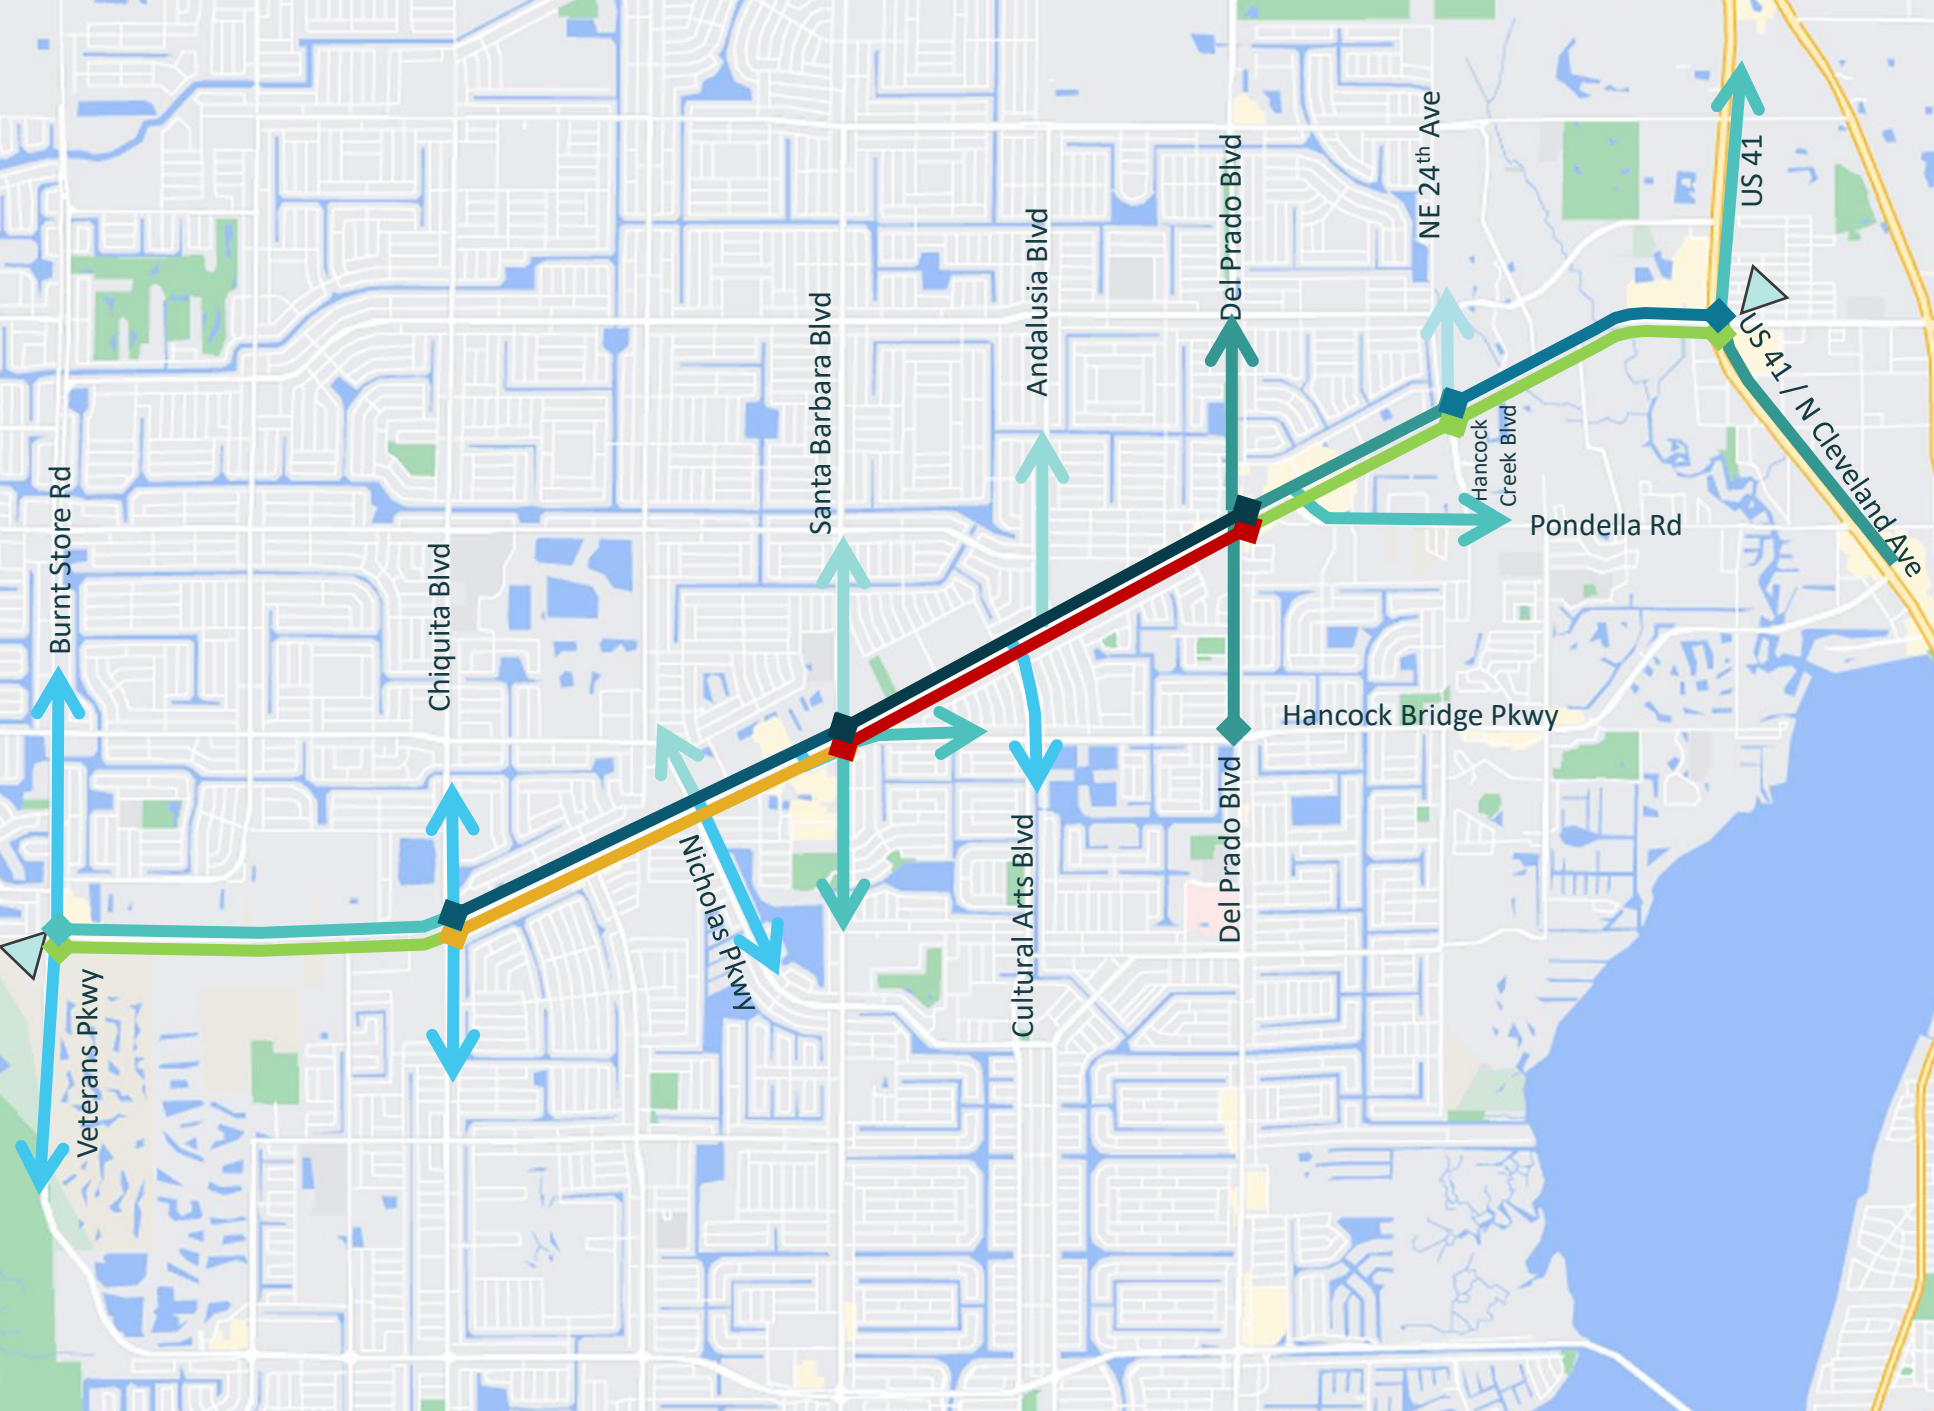 NE 24th Ave
US 41
Del Prado Blvd
Andalusia Blvd
Santa Barbara Blvd
US 41 / N Cleveland Ave
Hancock
Creek Blvd
Burnt Store Rd
Pondella Rd
Chiquita Blvd
Hancock Bridge Pkwy
Nicholas Pkwy
Del Prado Blvd
Cultural Arts Blvd
Veterans Pkwy